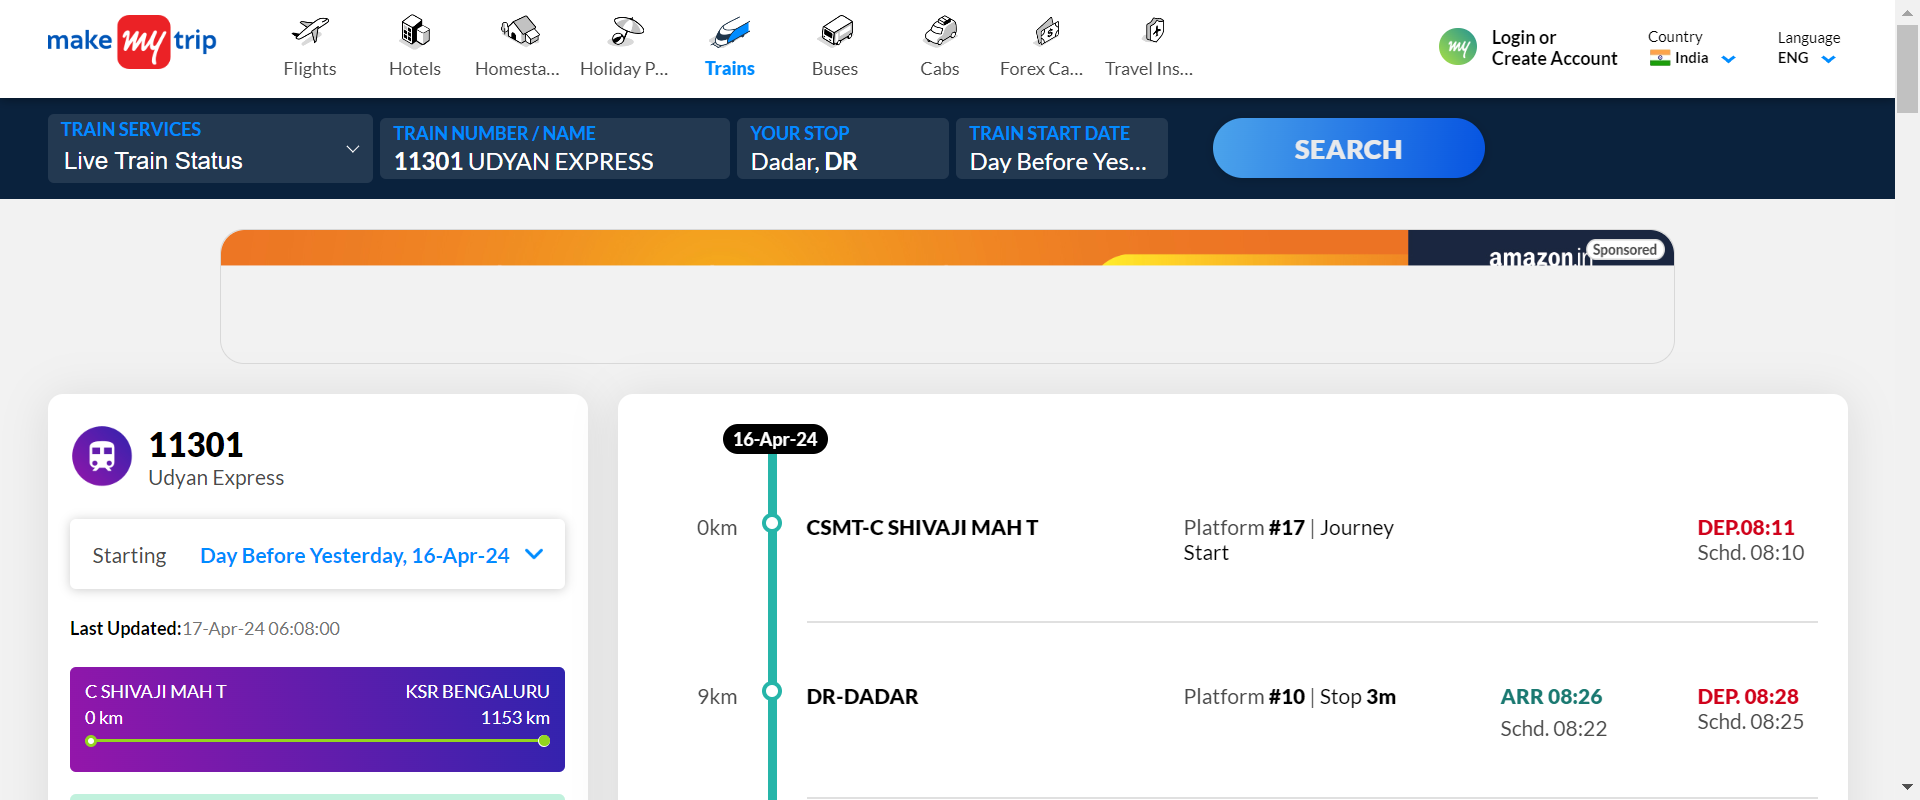 make my trip
Flights
Hotels
Homesta...
Holiday P...
Trains
Buses
Cabs
Forex Ca...
Travel Ins...
my
Login or
Create Account
Country
India
Language
ENG
TRAIN SERVICES
Live Train Status
TRAIN NUMBER / NAME
11301 UDYAN EXPRESS
YOUR STOP
Dadar, DR
TRAIN START DATE
Day Before Yes...
SEARCH
amazon.in
Sponsored
11301
Udyan Express
Starting Day Before Yesterday, 16-Apr-24
Last Updated:17-Apr-24 06:08:00
C SHIVAJI MAH T KSR BENGALURU
0 km 1153 km
16-Apr-24
0km CSMT-C SHIVAJI MAH T Platform #17 | Journey DEP.08:11
Start Schd. 08:10
9km DR-DADAR Platform #10 | Stop 3m ARR 08:26 DEP. 08:28
Schd. 08:22 Schd. 08:25